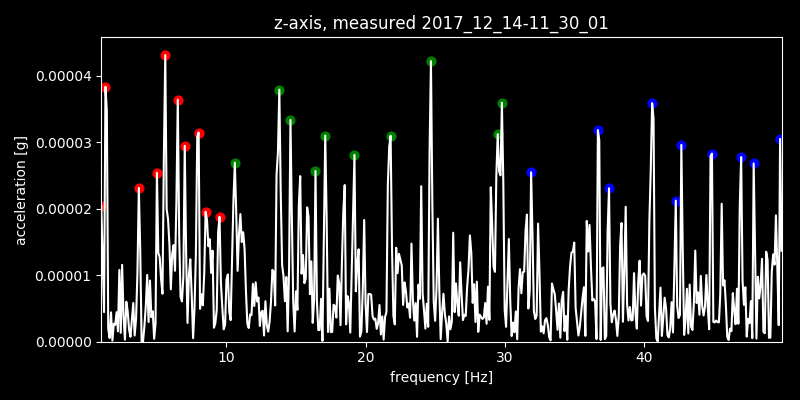 z-axis, measured 2017_12_14-11_30_01
0.00004
0.00003
0.00002
0.00001
0.00000
acceleration [g]
10 20 30 40
frequency [Hz]